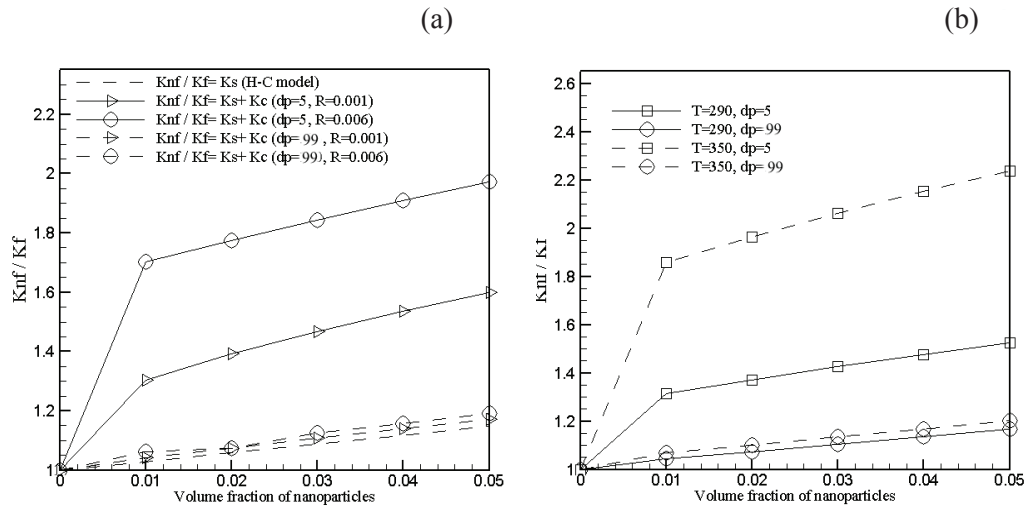 (a)
Knf / Kf= Ks (H-C model)
Knf / Kf= Ks+ Kc (dp=5, R=0.001)
Knf / Kf= Ks+ Kc (dp=5, R=0.006)
Knf / Kf= Ks+ Kc (dp= 99 , R=0.001)
Knf / Kf= Ks+ Kc (dp= 99), R=0.006)
Knf / Kf
2.2
2
1.8
1.6
1.4
1.2
1
0
0.01
0.02
0.03
0.04
0.05
Volume fraction of nanoparticles
(b)
T=290, dp=5
T=290, dp= 99
T=350, dp=5
T=350, dp= 99
Knf / Kf
2.6
2.4
2.2
2
1.8
1.6
1.4
1.2
1
0
0.01
0.02
0.03
0.04
0.05
Volume fraction of nanoparticles